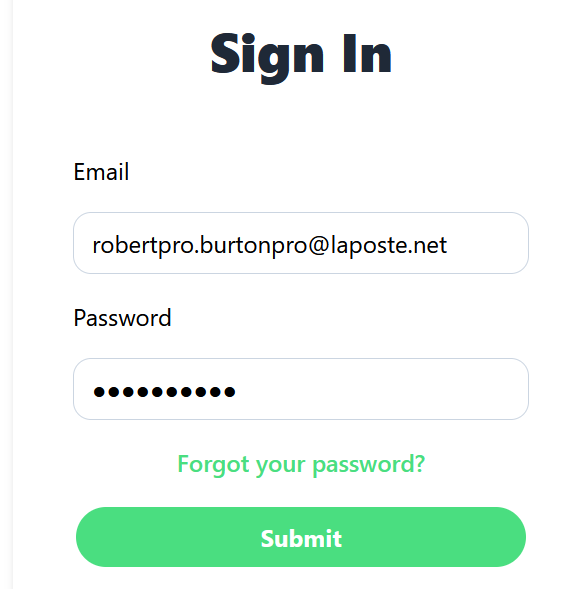 Sign In
Email
robertpro.burtonpro@laposte.net
Password
••••••••••
Forgot your password?
Submit